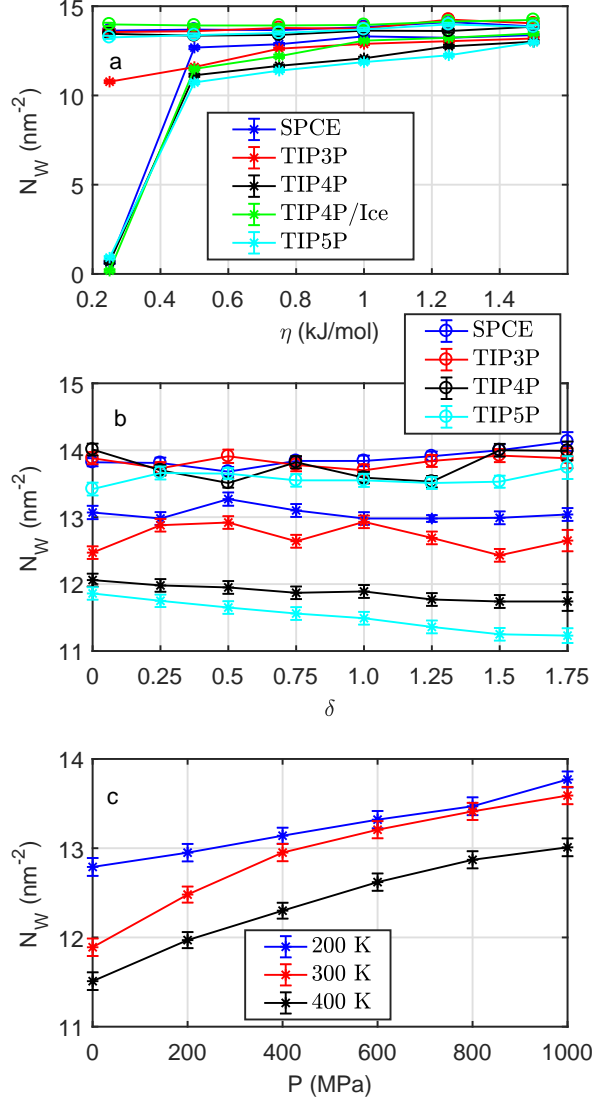 15
10
5
0
N_W (nm^-2)
a
SPCE
TIP3P
TIP4P
TIP4P/Ice
TIP5P
0.2 0.4 0.6 0.8 1 1.2 1.4
η (kJ/mol)
SPCE
TIP3P
TIP4P
TIP5P
15
14
13
12
11
N_W (nm^-2)
b
0 0.25 0.5 0.75 1.0 1.25 1.5 1.75
δ
14
13
12
11
N_W (nm^-2)
c
200 K
300 K
400 K
0 200 400 600 800 1000
P (MPa)